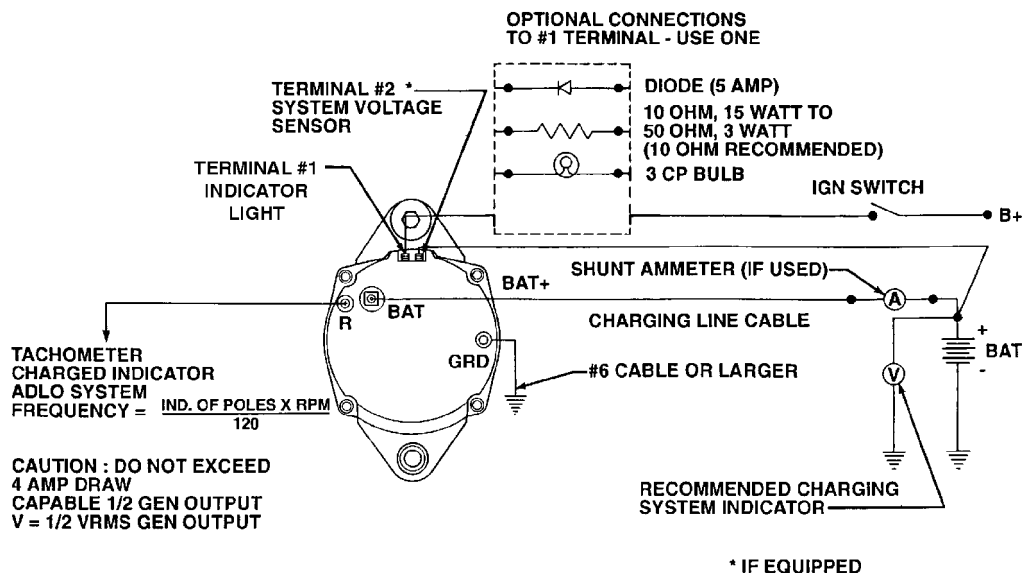 OPTIONAL CONNECTIONS
TO #1 TERMINAL - USE ONE
TERMINAL #2 *
SYSTEM VOLTAGE
SENSOR
DIODE (5 AMP)
10 OHM, 15 WATT TO
50 OHM, 3 WATT
(10 OHM RECOMMENDED)
3 CP BULB
TERMINAL #1
INDICATOR
LIGHT
IGN SWITCH
B+
BAT+
SHUNT AMMETER (IF USED)
A
R
BAT
CHARGING LINE CABLE
+
BAT
-
GRD
#6 CABLE OR LARGER
V
TACHOMETER
CHARGED INDICATOR
ADLO SYSTEM
FREQUENCY = IND. OF POLES X RPM
120
CAUTION : DO NOT EXCEED
4 AMP DRAW
CAPABLE 1/2 GEN OUTPUT
V = 1/2 VRMS GEN OUTPUT
RECOMMENDED CHARGING
SYSTEM INDICATOR
* IF EQUIPPED